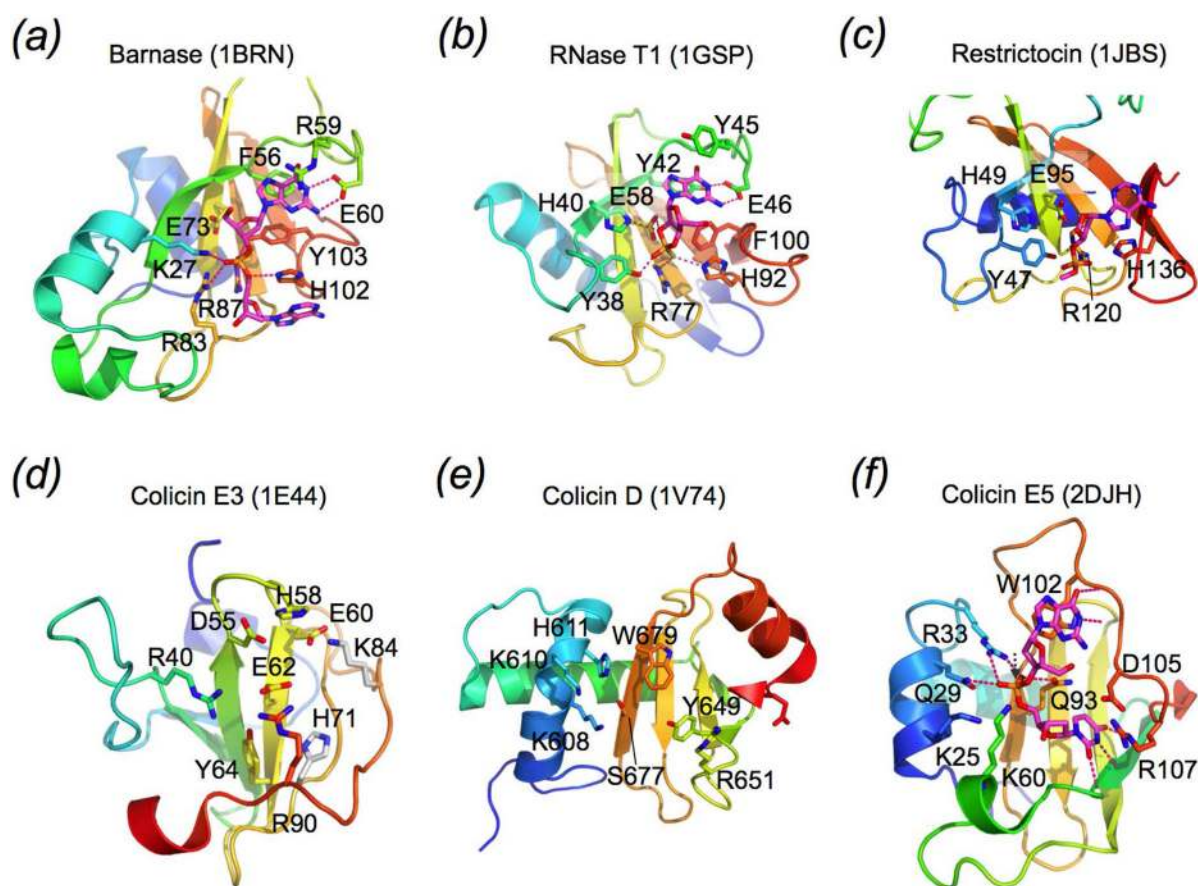 (a)
Barnase (1BRN)
R59
F56
E60
E73
Y103
K27
H102
R87
R83
(b)
RNase T1 (1GSP)
Y45
Y42
E58
H40
E46
F100
H92
Y38
R77
(c)
Restrictocin (1JBS)
H49
E95
Y47
H136
R120
(d)
Colicin E3 (1E44)
H58
D55
E60
K84
R40
E62
H71
Y64
R90
(e)
Colicin D (1V74)
H611
W679
K610
Y649
K608
R651
S677
(f)
Colicin E5 (2DJH)
W102
R33
D105
Q29
Q93
K25
K60
R107